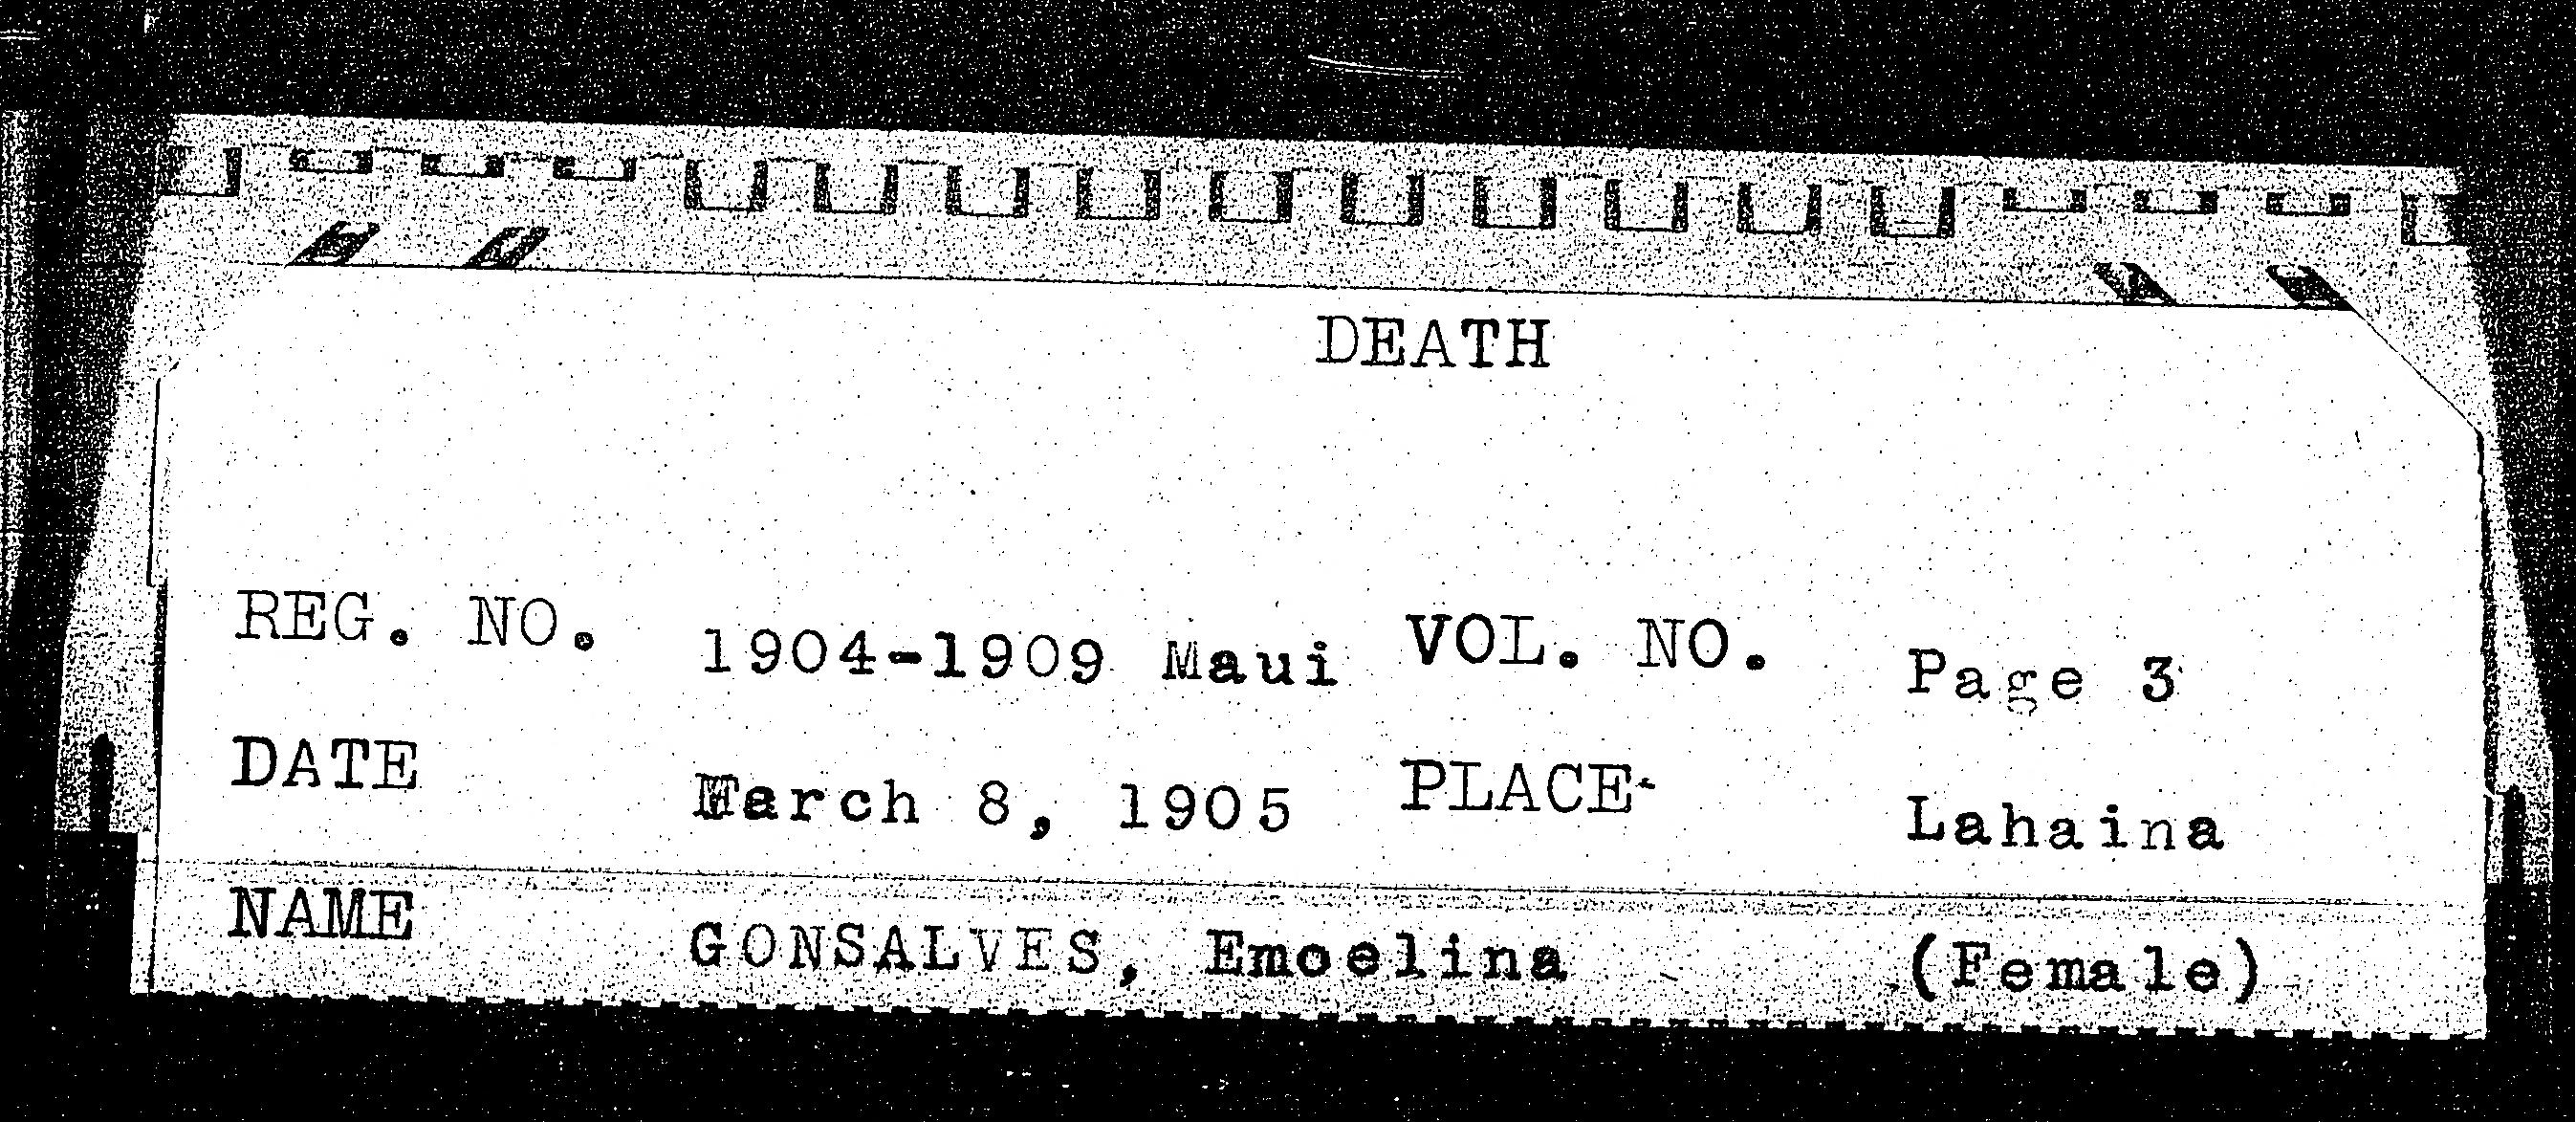 DEATH
REG. NO. 1904-1909 Maui VOL. NO. Page 3
DATE March 8, 1905 PLACE Lahaina
NAME GONSALVES, Emoelina (Female)